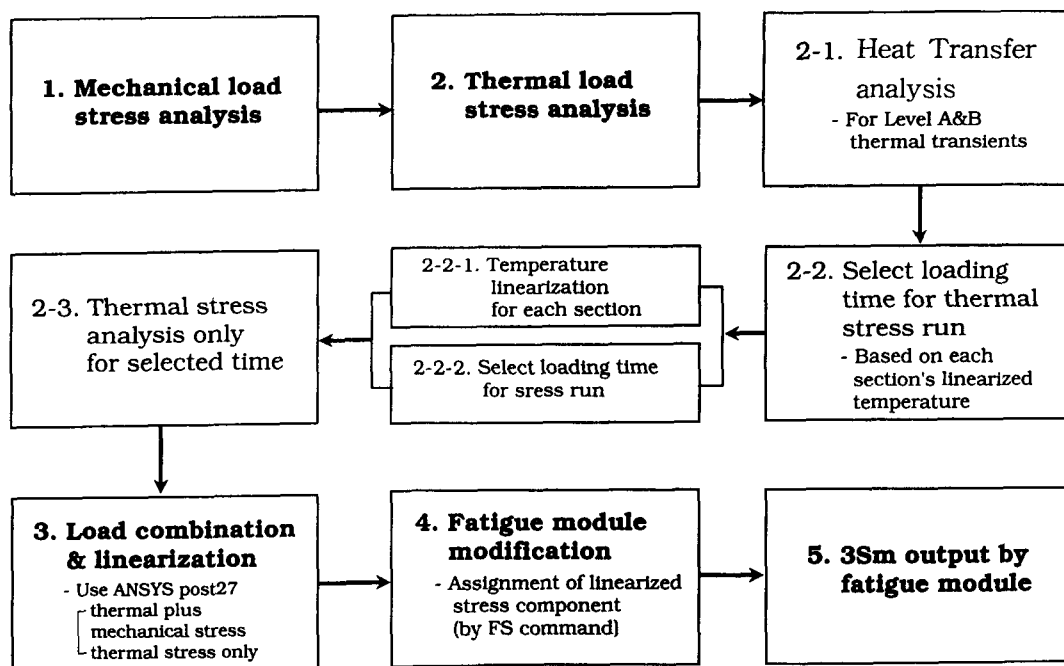 1. Mechanical load
stress analysis
2. Thermal load
stress analysis
2-1. Heat Transfer
analysis
- For Level A&B
thermal transients
2-2. Select loading
time for thermal
stress run
- Based on each
section's linearized
temperature
2-2-1. Temperature
linearization
for each section
2-2-2. Select loading time
for sress run
2-3. Thermal stress
analysis only
for selected time
3. Load combination
& linearization
- Use ANSYS post27
thermal plus
mechanical stress
thermal stress only
4. Fatigue module
modification
- Assignment of linearized
stress component
(by FS command)
5. 3Sm output by
fatigue module